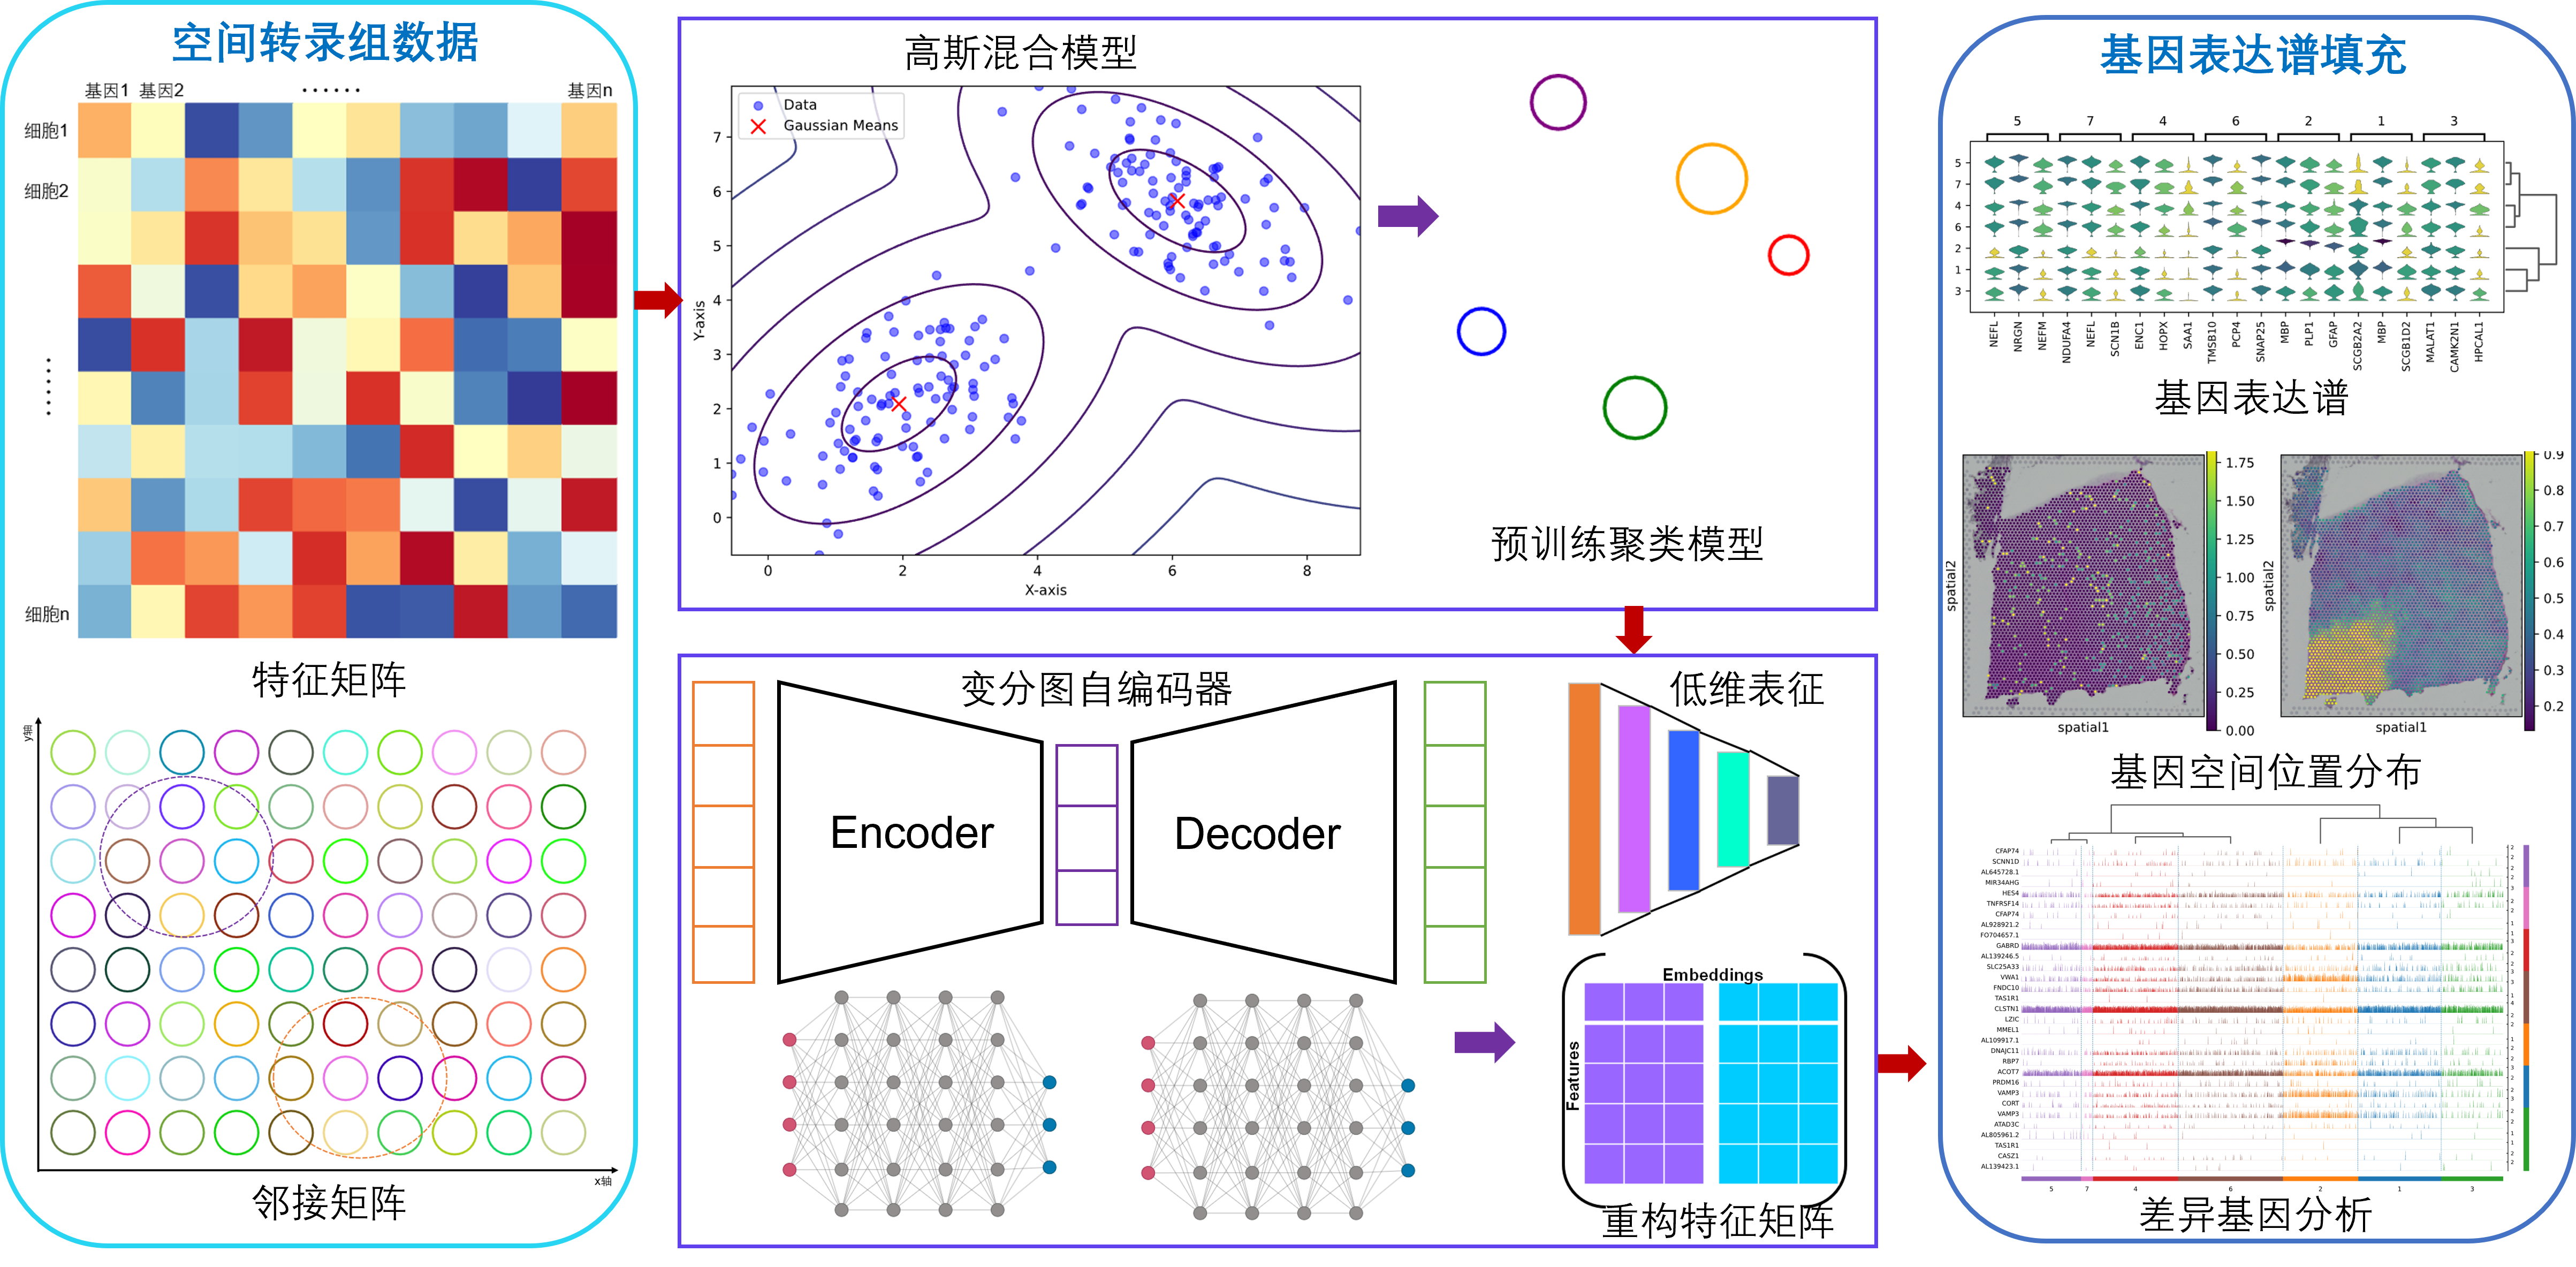 空间转录组数据
基因1 基因2 ······ 基因n
细胞1
细胞2
······
细胞n
特征矩阵
y轴
x轴
邻接矩阵
高斯混合模型
Data
Gaussian Means
Y-axis
7
6
5
4
3
2
1
0
0 2 4 6 8
X-axis
预训练聚类模型
变分图自编码器
Encoder
Decoder
低维表征
Embeddings
Features
重构特征矩阵
基因表达谱填充
5 7 4 6 2 1 3
5
7
4
6
2
1
3
NEFL NRGN NEFM NDUFA4 NEFL SCN1B ENC1 HOPX SAA1 TMSB10 PCP4 SNAP25 MBP PLP1 GFAP SCGB2A2 MBP SCGB1D2 MALAT1 CAMK2N1 HPCAL1
基因表达谱
spatial2
spatial1
1.75
1.50
1.25
1.00
0.75
0.50
0.25
0.00
spatial2
spatial1
0.9
0.8
0.7
0.6
0.5
0.4
0.3
0.2
基因空间位置分布
CFAP74
SCNN1D
AL645728.1
MIR34AHG
HES4
TNFRSF14
CFAP74
AL928921.2
FO704657.1
GABRD
AL139246.5
SLC25A33
VWA1
FNDC10
TAS1R1
CLSTN1
LZIC
MMEL1
AL109917.1
DNAJC11
RBP7
ACOT7
PRDM16
VAMP3
CORT
VAMP3
ATAD3C
AL805961.2
TAS1R1
CASZ1
AL139423.1
5 7 4 6 2 1 3
差异基因分析